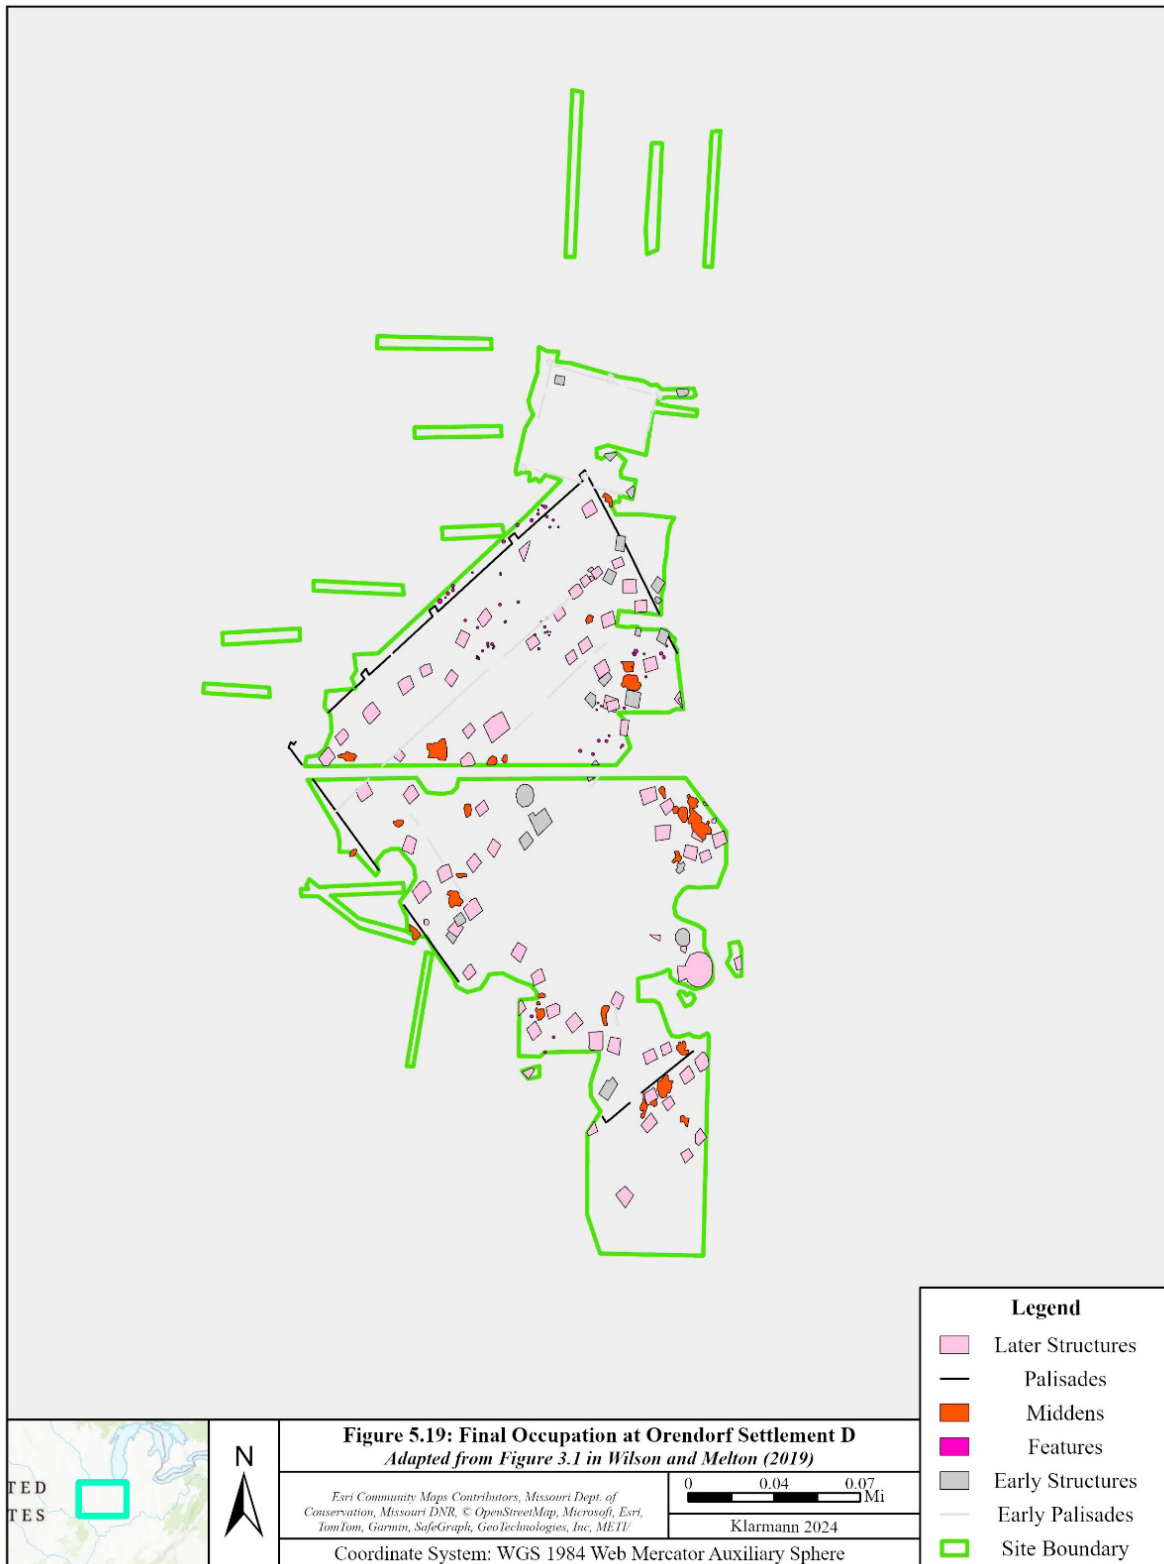 Legend
Later Structures
Palisades
Middens
Features
Early Structures
Early Palisades
Site Boundary
TED
TES
N
Figure 5.19: Final Occupation at Orendorf Settlement D
Adapted from Figure 3.1 in Wilson and Melton (2019)
Esri Community Maps Contributors, Missouri Dept. of
Conservation, Missouri DNR, © OpenStreetMap, Microsoft, Esri,
TomTom, Garmin, SafeGraph, GeoTechnologies, Inc, METI/
0 0.04 0.07
Mi
Klarmann 2024
Coordinate System: WGS 1984 Web Mercator Auxiliary Sphere